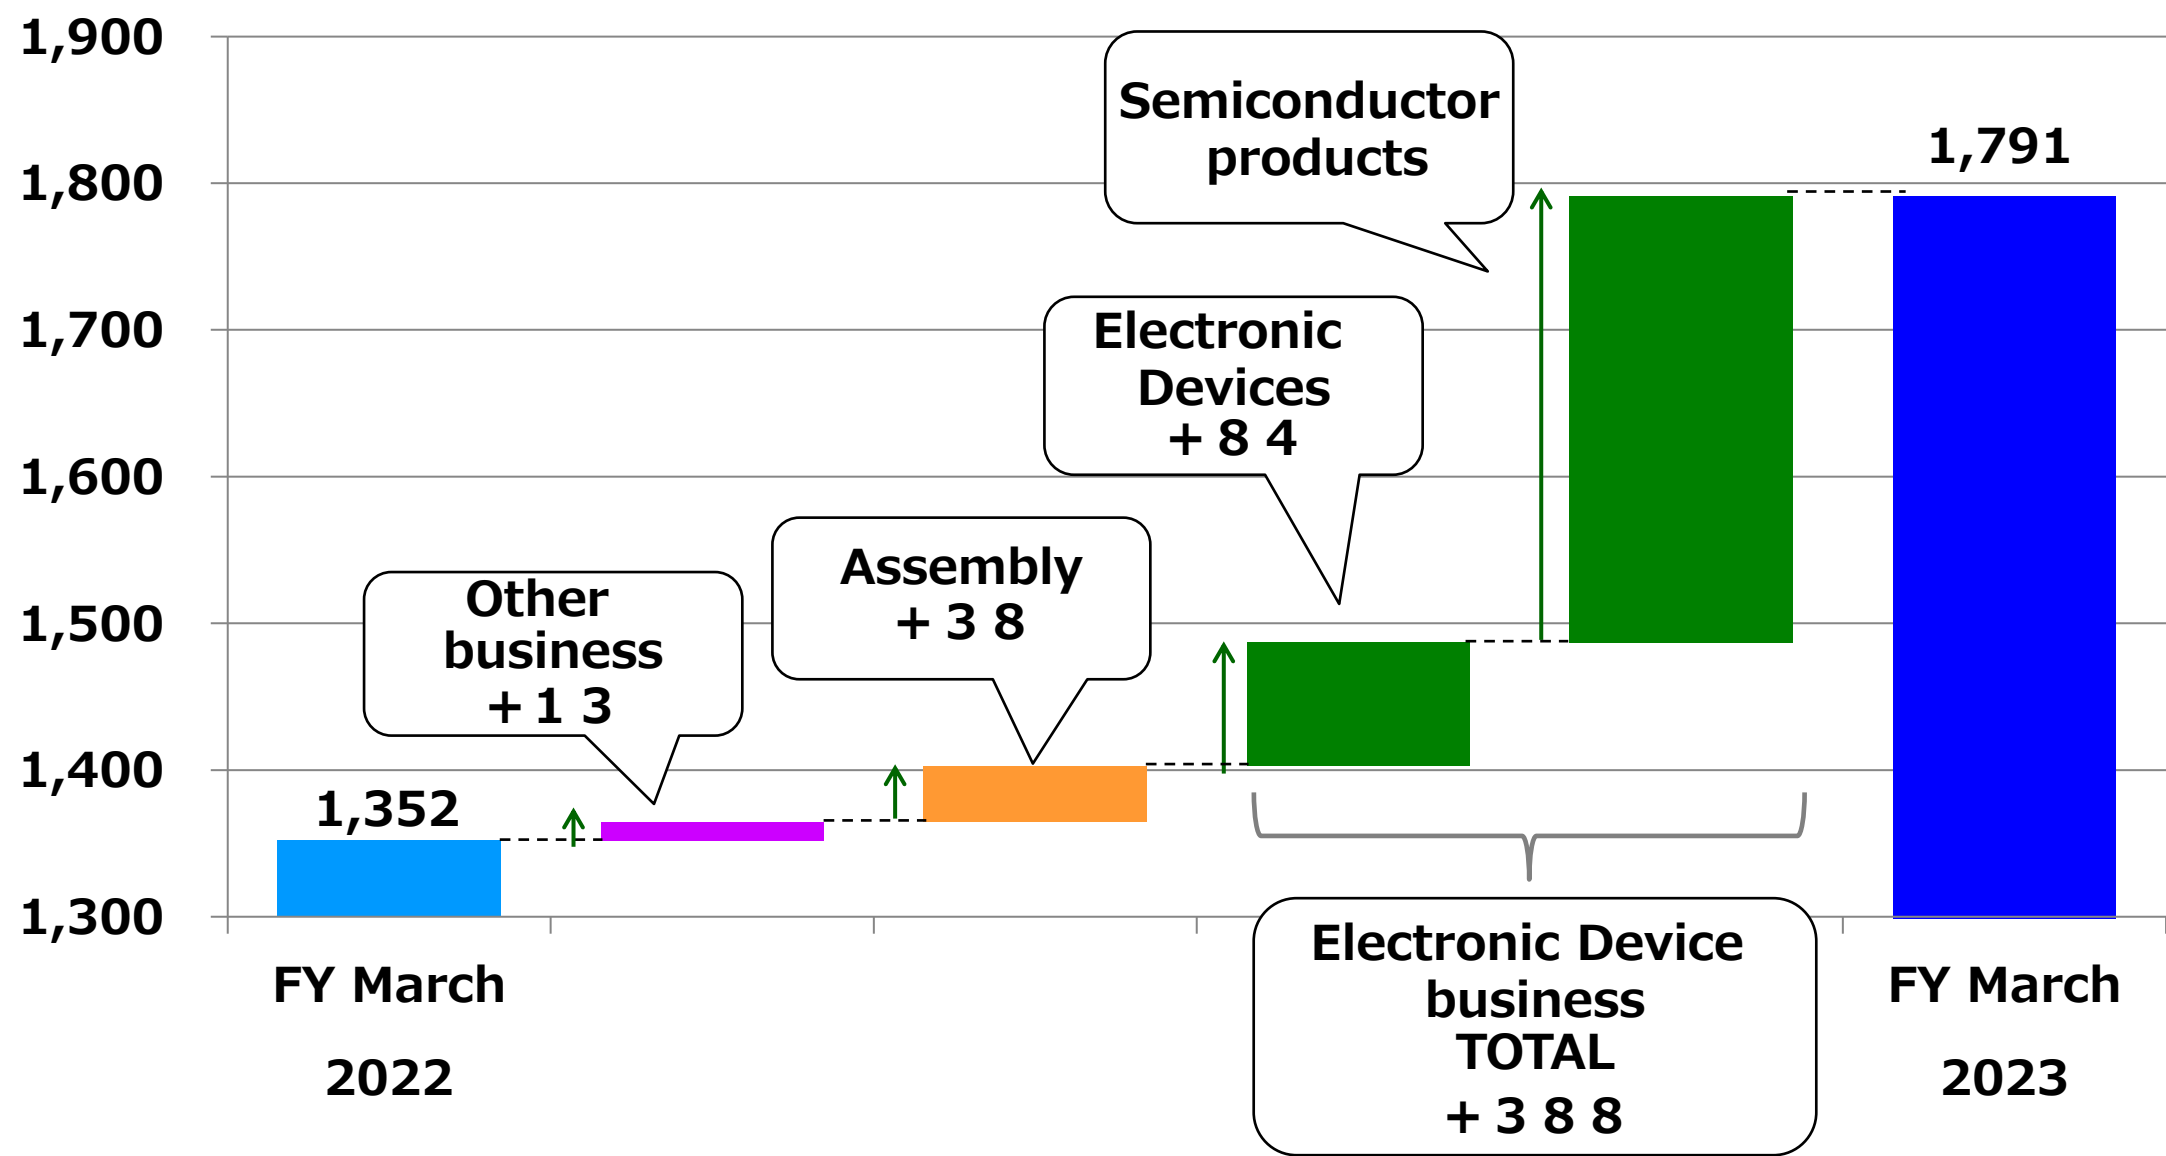 1,900
1,800
1,700
1,600
1,500
1,400
1,300
Semiconductor
products
1,791
Electronic
Devices
+84
Assembly
+38
Other
business
+13
1,352
Electronic Device
business
TOTAL
+388
FY March
2022
FY March
2023